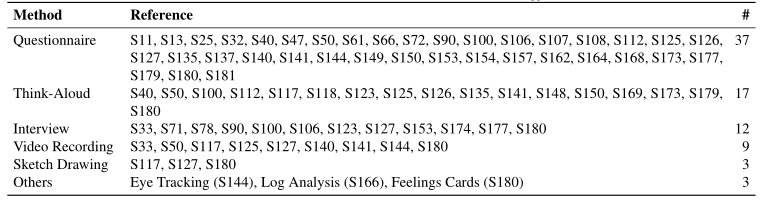 Method Reference #
Questionnaire S11, S13, S25, S32, S40, S47, S50, S61, S66, S72, S90, S100, S106, S107, S108, S112, S125, S126, 37
S127, S135, S137, S140, S141, S144, S149, S150, S153, S154, S157, S162, S164, S168, S173, S177,
S179, S180, S181
Think-Aloud S40, S50, S100, S112, S117, S118, S123, S125, S126, S135, S141, S148, S150, S169, S173, S179, 17
S180
Interview S33, S71, S78, S90, S100, S106, S123, S127, S153, S174, S177, S180 12
Video Recording S33, S50, S117, S125, S127, S140, S141, S144, S180 9
Sketch Drawing S117, S127, S180 3
Others Eye Tracking (S144), Log Analysis (S166), Feelings Cards (S180) 3